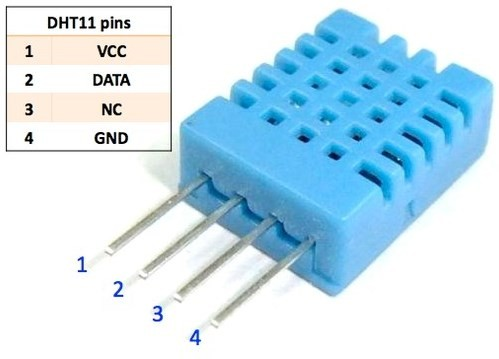 DHT11 pins
1 VCC
2 DATA
3 NC
4 GND
1
2
3
4